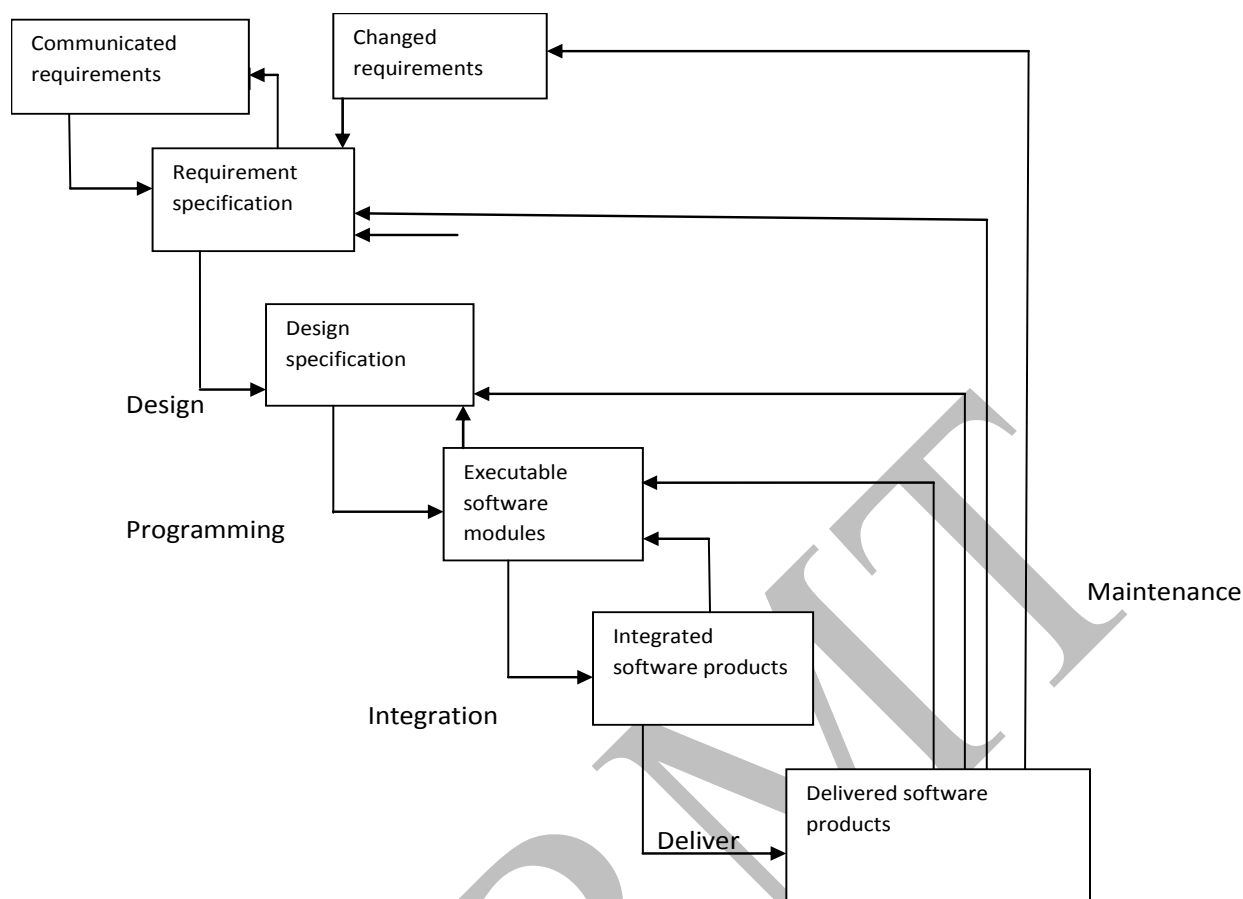 Communicated
requirements
Changed
requirements
Requirement
specification
Design
specification
Design
Executable
software
modules
Programming
Maintenance
Integrated
software products
Integration
Delivered software
products
Deliver